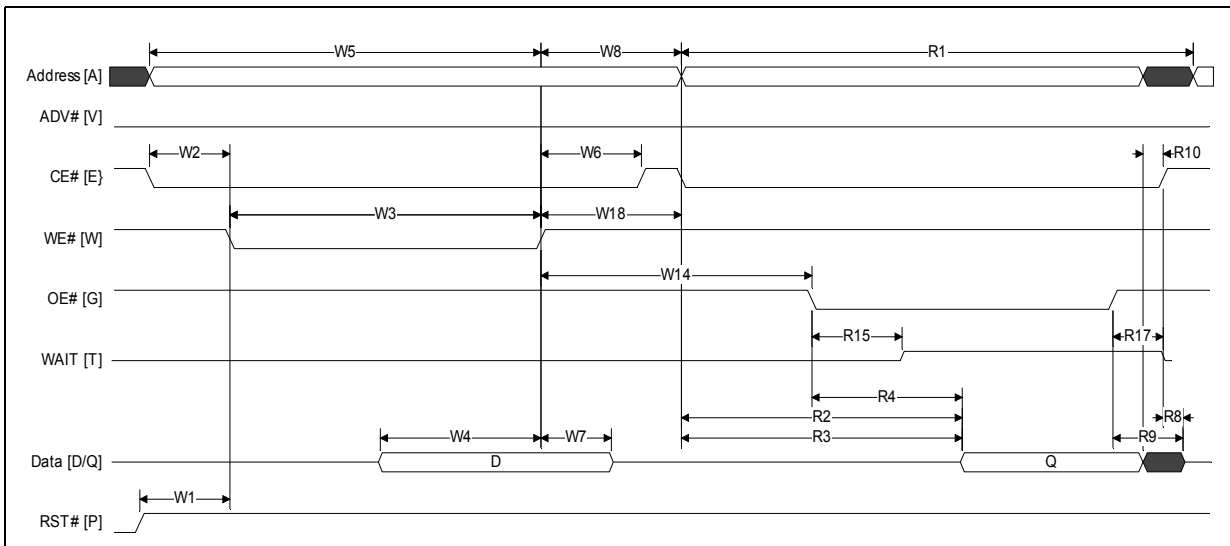 W5 W8 R1
Address [A]
ADV# [V]
W2 W6 R10
CE# [E}
W3 W18
WE# [W]
W14
OE# [G]
R15 R17
WAIT [T]
R4
R2 R8
W4 W7 R3 R9
Data [D/Q] D Q
W1
RST# [P]